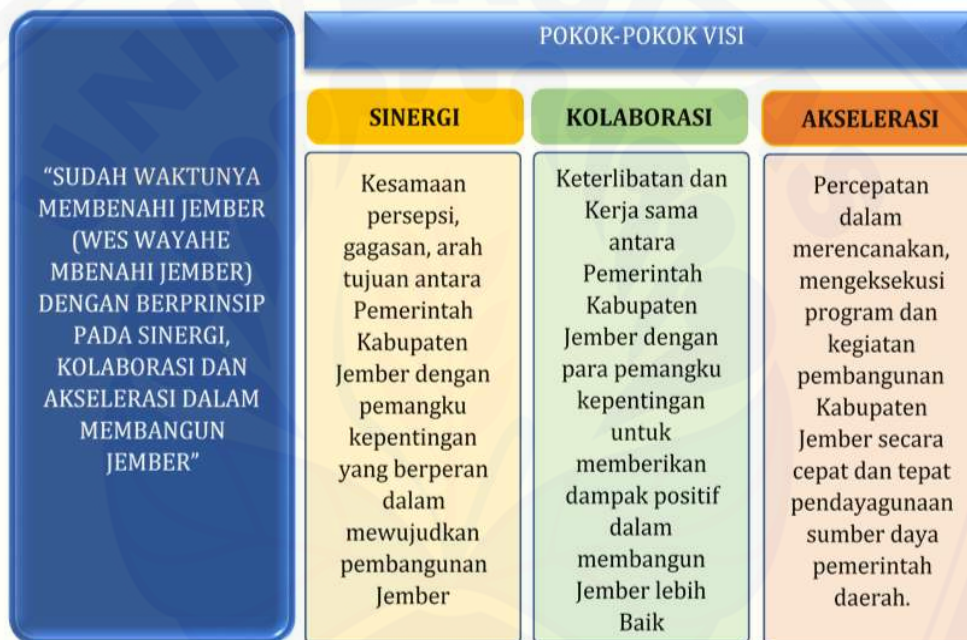 "SUDAH WAKTUNYA
MEMBENAHI JEMBER
(WES WAYAHE
MBENAHI JEMBER)
DENGAN BERPRINSIP
PADA SINERGI,
KOLABORASI DAN
AKSELERASI DALAM
MEMBANGUN
JEMBER"
POKOK-POKOK VISI
SINERGI
Kesamaan
persepsi,
gagasan, arah
tujuan antara
Pemerintah
Kabupaten
Jember dengan
pemangku
kepentingan
yang berperan
dalam
mewujudkan
pembangunan
Jember
KOLABORASI
Keterlibatan dan
Kerja sama
antara
Pemerintah
Kabupaten
Jember dengan
para pemangku
kepentingan
untuk
memberikan
dampak positif
dalam
membangun
Jember lebih
Baik
AKSELERASI
Percepatan
dalam
merencanakan,
mengeksekusi
program dan
kegiatan
pembangunan
Kabupaten
Jember secara
cepat dan tepat
pendayagunaan
sumber daya
pemerintah
daerah.